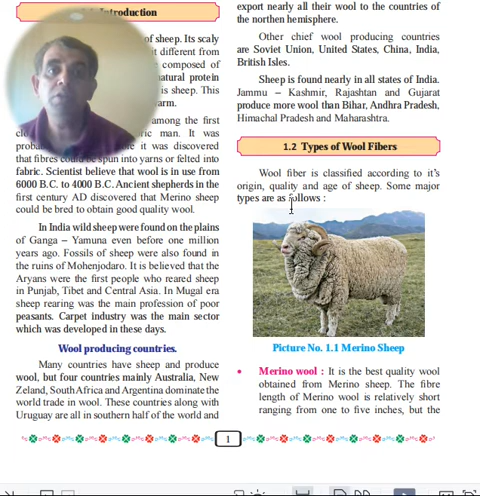 Introduction
of sheep. Its scaly
it different from
composed of
natural protein
is sheep. This
arm.
among the first
man. It was
it was discovered
that fibres could be spun into yarns or felted into
fabric. Scientist believe that wool is in use from
6000 B.C. to 4000 B.C. Ancient shepherds in the
first century AD discovered that Merino sheep
could be bred to obtain good quality wool.
In India wild sheep were found on the plains
of Ganga – Yamuna even before one million
years ago. Fossils of sheep were also found in
the ruins of Mohenjodaro. It is believed that the
Aryans were the first people who reared sheep
in Punjab, Tibet and Central Asia. In Mugal era
sheep rearing was the main profession of poor
peasants. Carpet industry was the main sector
which was developed in these days.
Wool producing countries.
Many countries have sheep and produce
wool, but four countries mainly Australia, New
Zeland, South Africa and Argentina dominate the
world trade in wool. These countries along with
Uruguay are all in southern half of the world and
export nearly all their wool to the countries of
the northen hemisphere.
Other chief wool producing countries
are Soviet Union, United States, China, India,
British Isles.
Sheep is found nearly in all states of India.
Jammu – Kashmir, Rajashtan and Gujarat
produce more wool than Bihar, Andhra Pradesh,
Himachal Pradesh and Maharashtra.
1.2 Types of Wool Fibers
Wool fiber is classified according to it's
origin, quality and age of sheep. Some major
types are as follows :
Picture No. 1.1 Merino Sheep
• Merino wool : It is the best quality wool
obtained from Merino sheep. The fibre
length of Merino wool is relatively short
ranging from one to five inches, but the
1